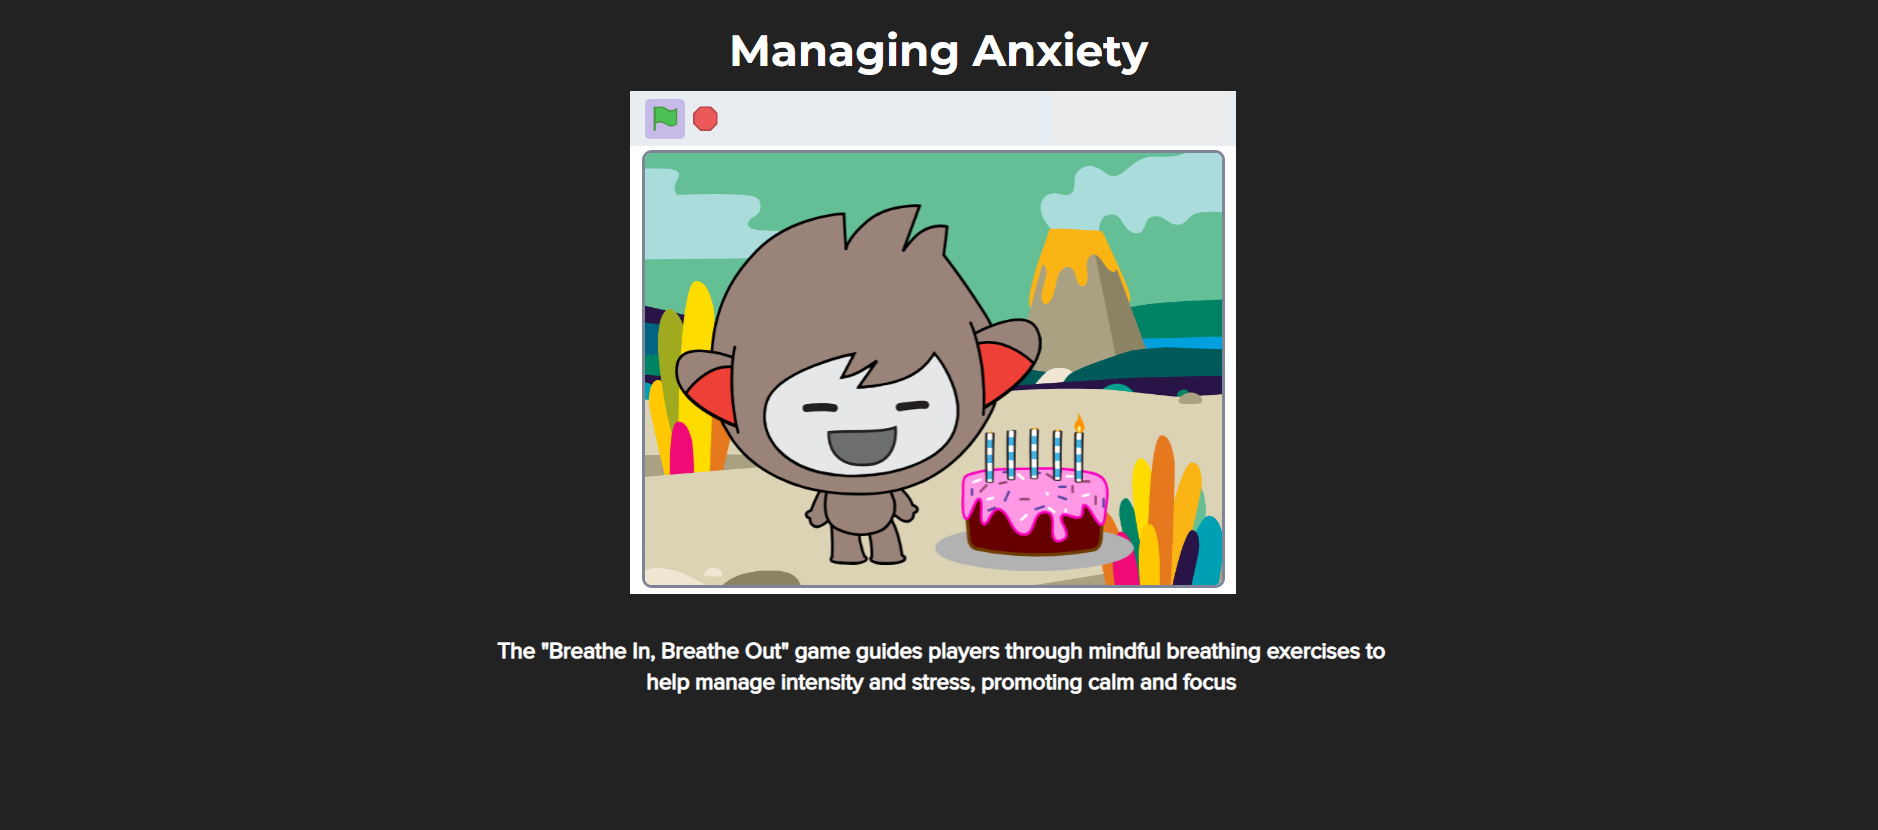 Managing Anxiety
The "Breathe In, Breathe Out" game guides players through mindful breathing exercises to
help manage intensity and stress, promoting calm and focus